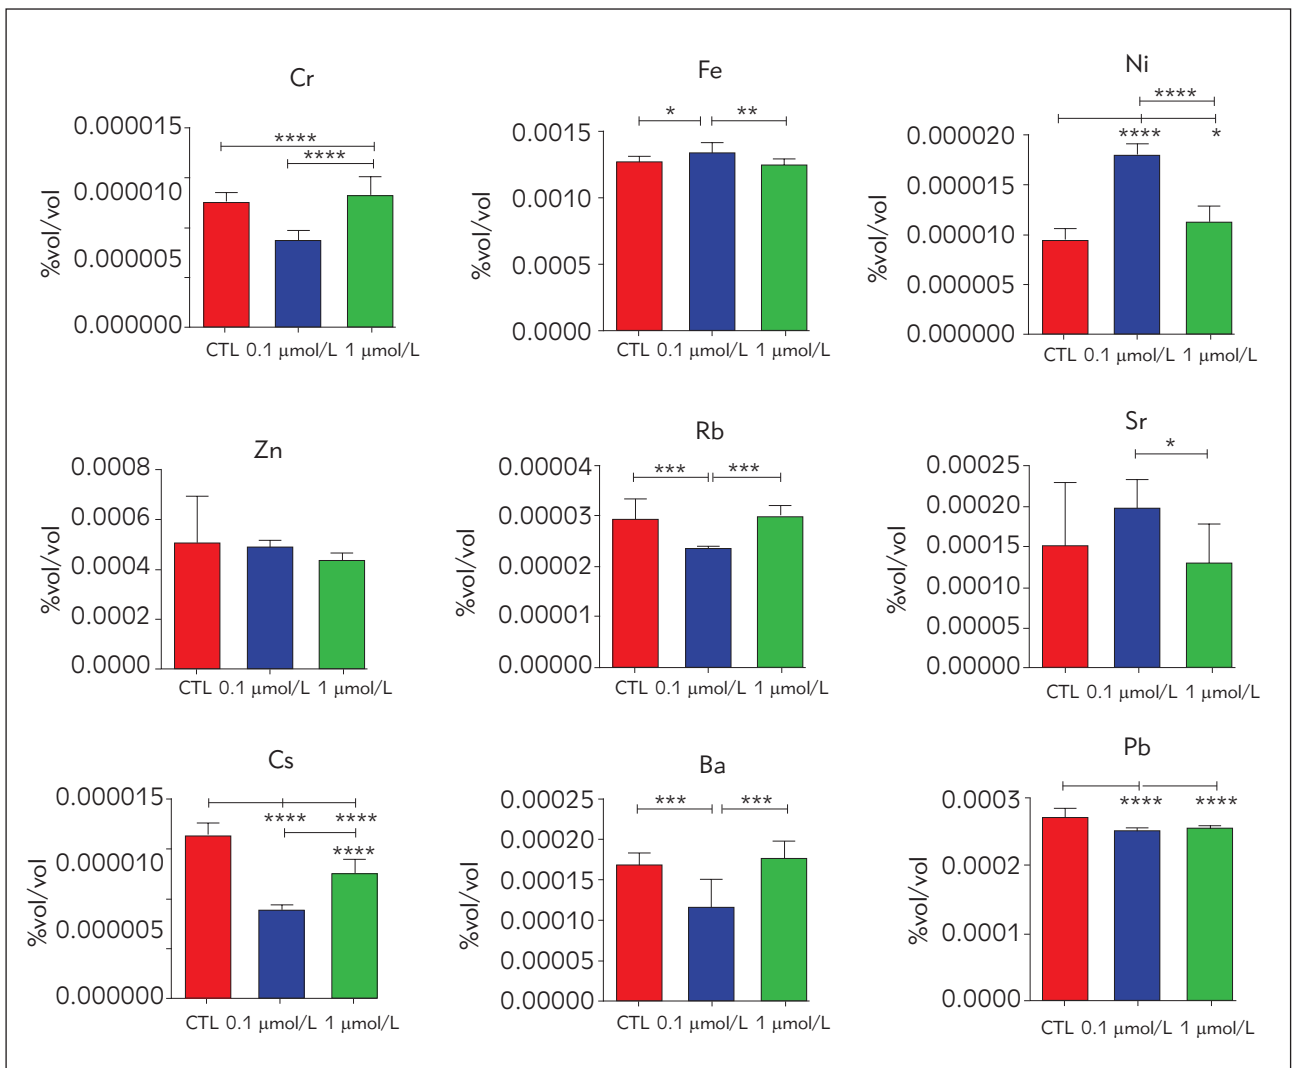 Cr
****
****
0.000015
0.000010
0.000005
0.000000
%vol/vol
CTL 0.1 μmol/L 1 μmol/L
Fe
* **
0.0015
0.0010
0.0005
0.0000
%vol/vol
CTL 0.1 μmol/L 1 μmol/L
Ni
****
**** *
0.000020
0.000015
0.000010
0.000005
0.000000
%vol/vol
CTL 0.1 μmol/L 1 μmol/L
Zn
0.0008
0.0006
0.0004
0.0002
0.0000
%vol/vol
CTL 0.1 μmol/L 1 μmol/L
Rb
*** ***
0.00004
0.00003
0.00002
0.00001
0.00000
%vol/vol
CTL 0.1 μmol/L 1 μmol/L
Sr
*
0.00025
0.00020
0.00015
0.00010
0.00005
0.00000
%vol/vol
CTL 0.1 μmol/L 1 μmol/L
Cs
**** ****
****
0.000015
0.000010
0.000005
0.000000
%vol/vol
CTL 0.1 μmol/L 1 μmol/L
Ba
*** ***
0.00025
0.00020
0.00015
0.00010
0.00005
0.00000
%vol/vol
CTL 0.1 μmol/L 1 μmol/L
Pb
**** ****
0.0003
0.0002
0.0001
0.0000
%vol/vol
CTL 0.1 μmol/L 1 μmol/L